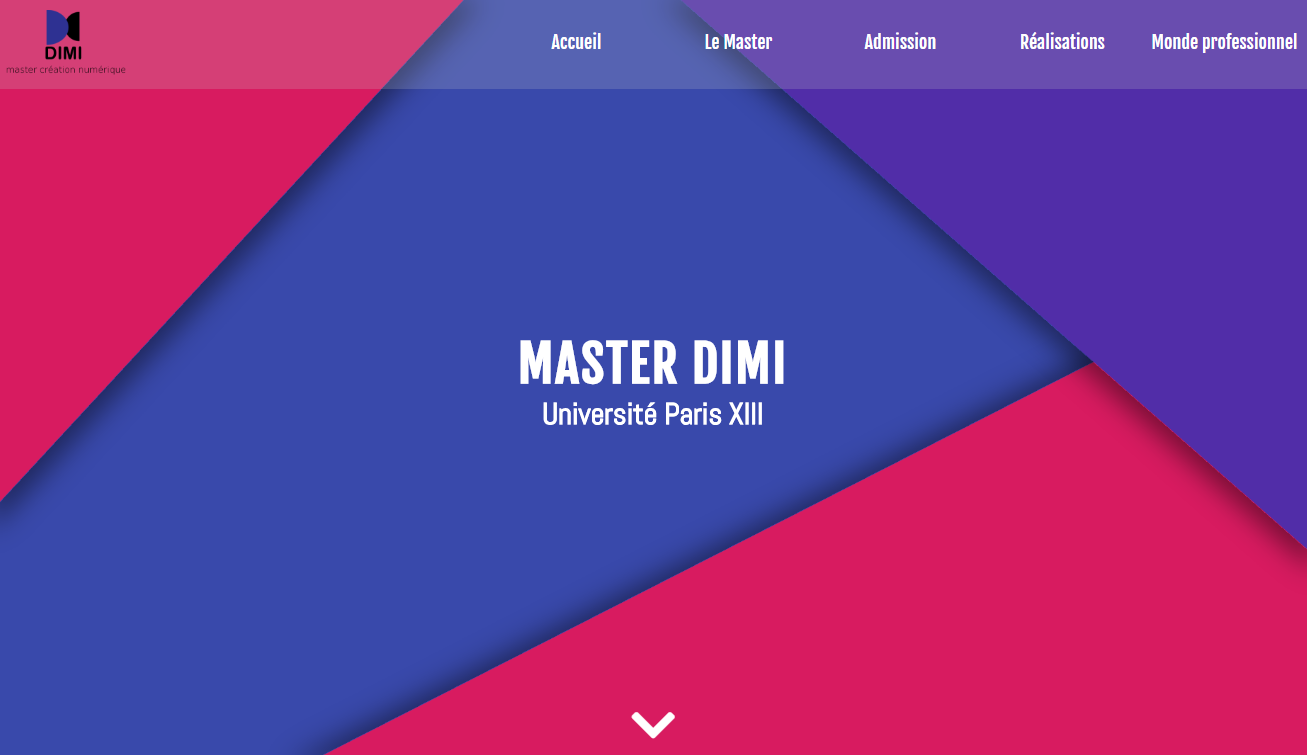 DIMI
master création numérique
Accueil Le Master Admission Réalisations Monde professionnel
MASTER DIMI
Université Paris XIII